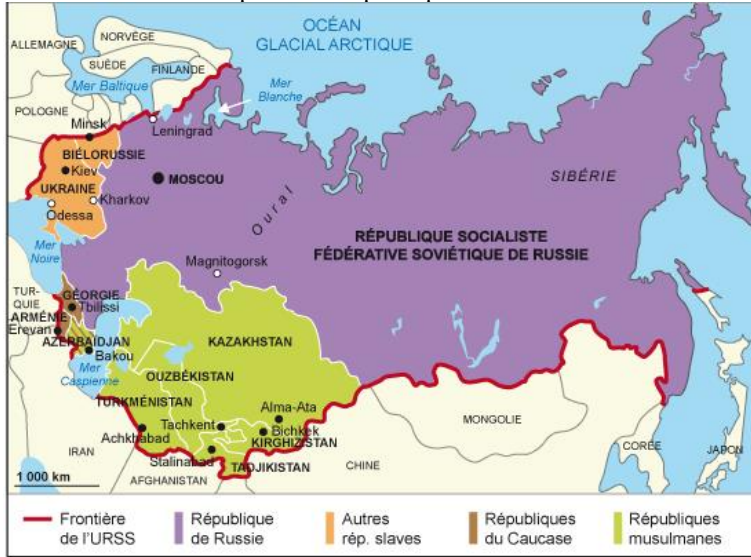 OCÉAN
GLACIAL ARCTIQUE
ALLEMAGNE
NORVÈGE
SUÈDE
FINLANDE
Mer Baltique
Mer
Blanche
POLOGNE
Minsk
Leningrad
BIÉLORUSSIE
Kiev
MOSCOU
SIBÉRIE
UKRAINE
Kharkov
Odessa
Oural
RÉPUBLIQUE SOCIALISTE
FÉDÉRATIVE SOVIÉTIQUE DE RUSSIE
Mer
Noire
Magnitogorsk
TUR-
QUIE
GÉORGIE
Tbilissi
ARMÉNIE
Erevan
AZERBAÏDJAN
Bakou
KAZAKHSTAN
Mer
Caspienne
OUZBÉKISTAN
TURKMÉNISTAN
Alma-Ata
Tachkent
Bichkek
MONGOLIE
Achkhabad
KIRGHIZISTAN
Stalinabad
CORÉE
JAPON
IRAN
TADJIKISTAN
CHINE
AFGHANISTAN
1 000 km
Frontière
de l'URSS
République
de Russie
Autres
rép. slaves
Républiques
du Caucase
Républiques
musulmanes